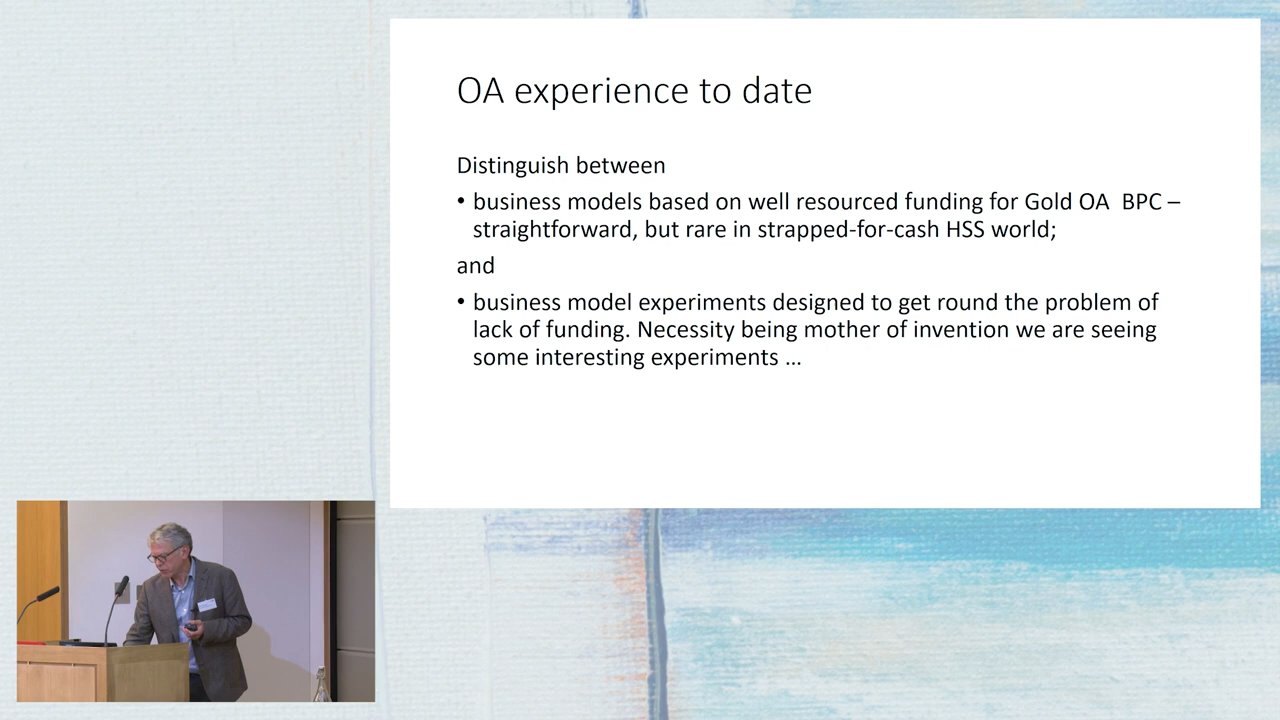 OA experience to date
Distinguish between
• business models based on well resourced funding for Gold OA  BPC –
straightforward, but rare in strapped-for-cash HSS world;
and
• business model experiments designed to get round the problem of
lack of funding. Necessity being mother of invention we are seeing
some interesting experiments ...